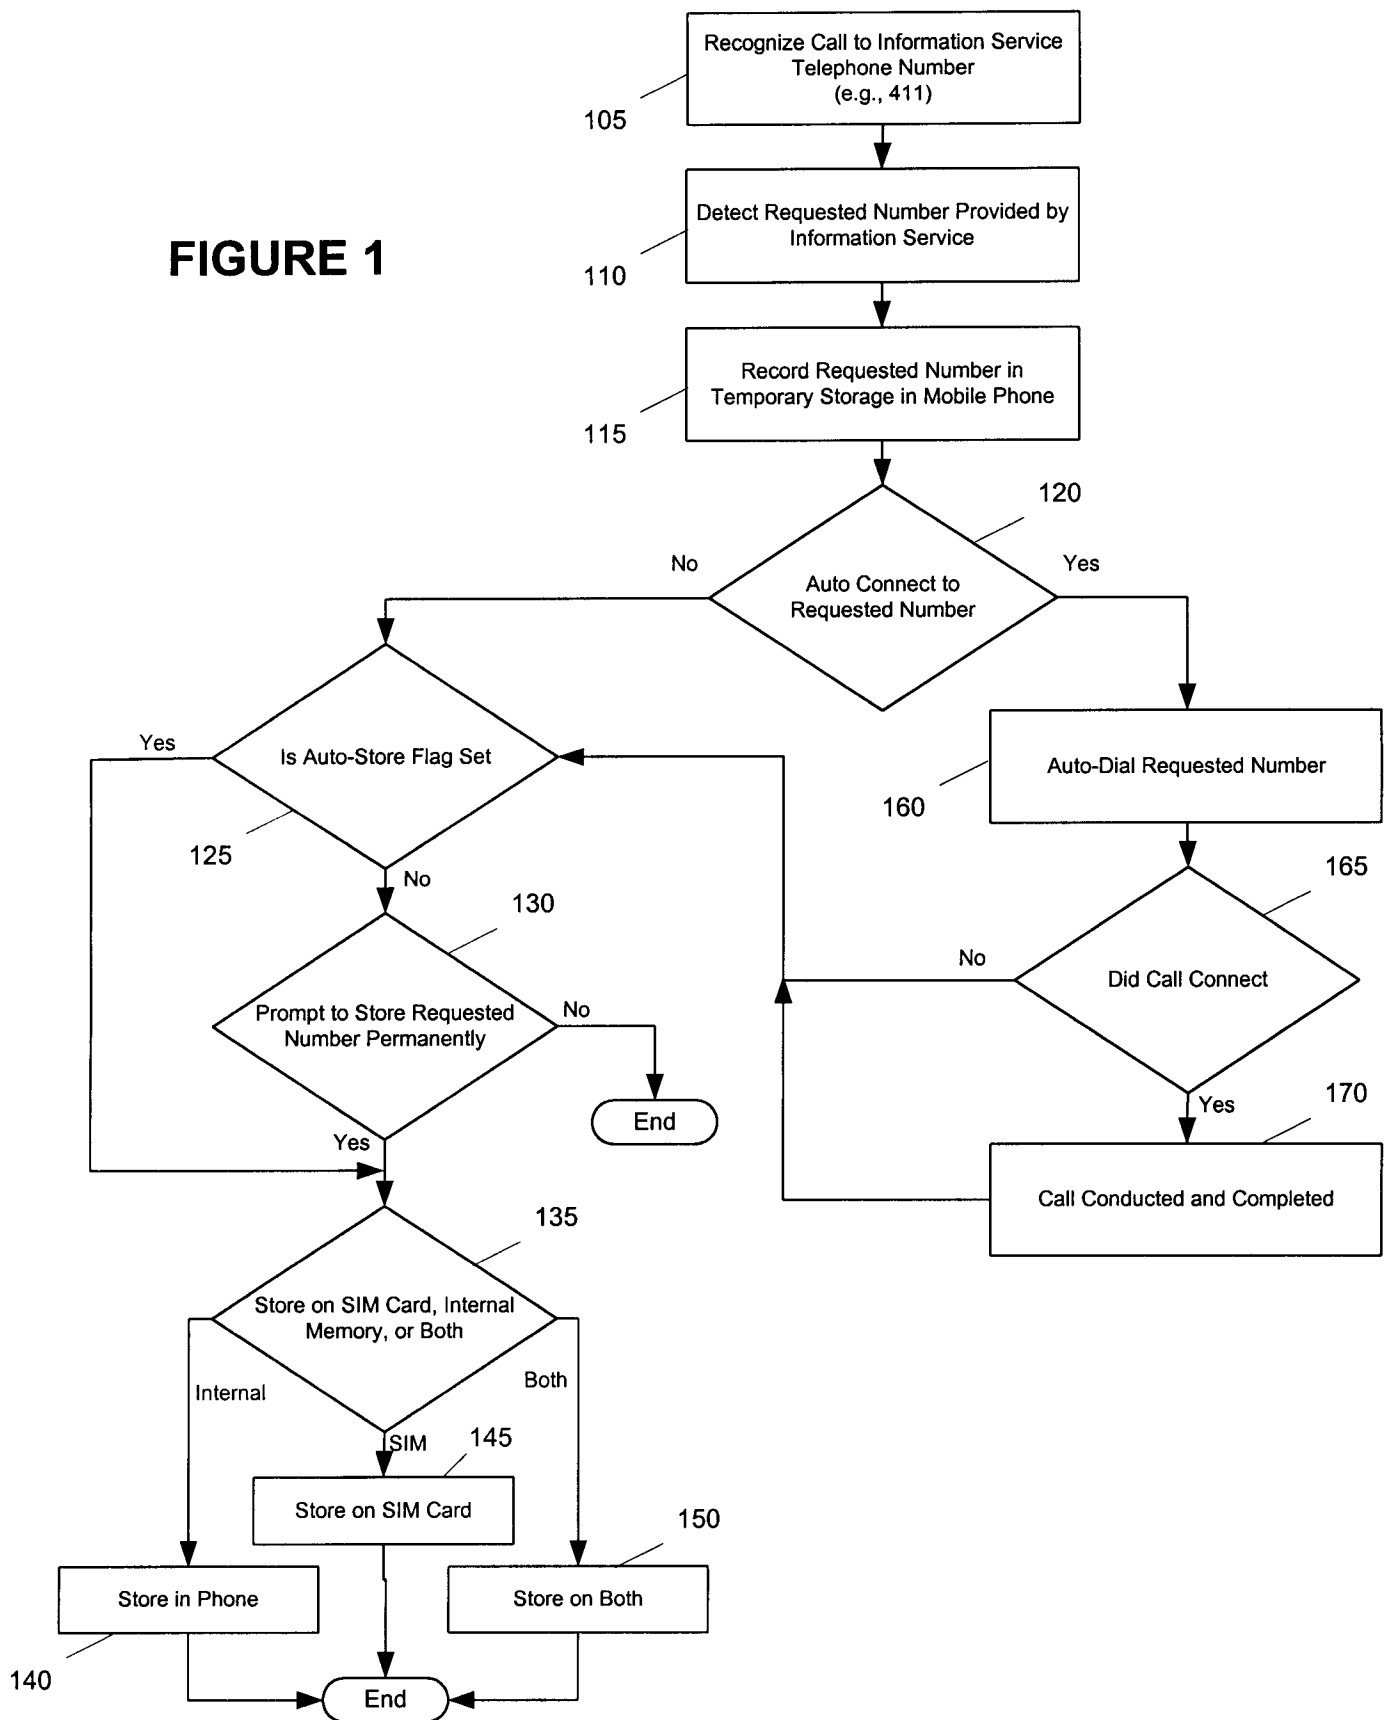 Recognize Call to Information Service
Telephone Number
(e.g., 411)
105
Detect Requested Number Provided by
Information Service
110
FIGURE 1
Record Requested Number in
Temporary Storage in Mobile Phone
115
120
No
Yes
Auto Connect to
Requested Number
Yes
Is Auto-Store Flag Set
125
No
Auto-Dial Requested Number
160
165
130
No
Did Call Connect
Prompt to Store Requested
Number Permanently
No
End
Yes
Yes
170
Call Conducted and Completed
135
Store on SIM Card, Internal
Memory, or Both
Internal
Both
SIM
145
Store on SIM Card
150
Store in Phone
Store on Both
140
End